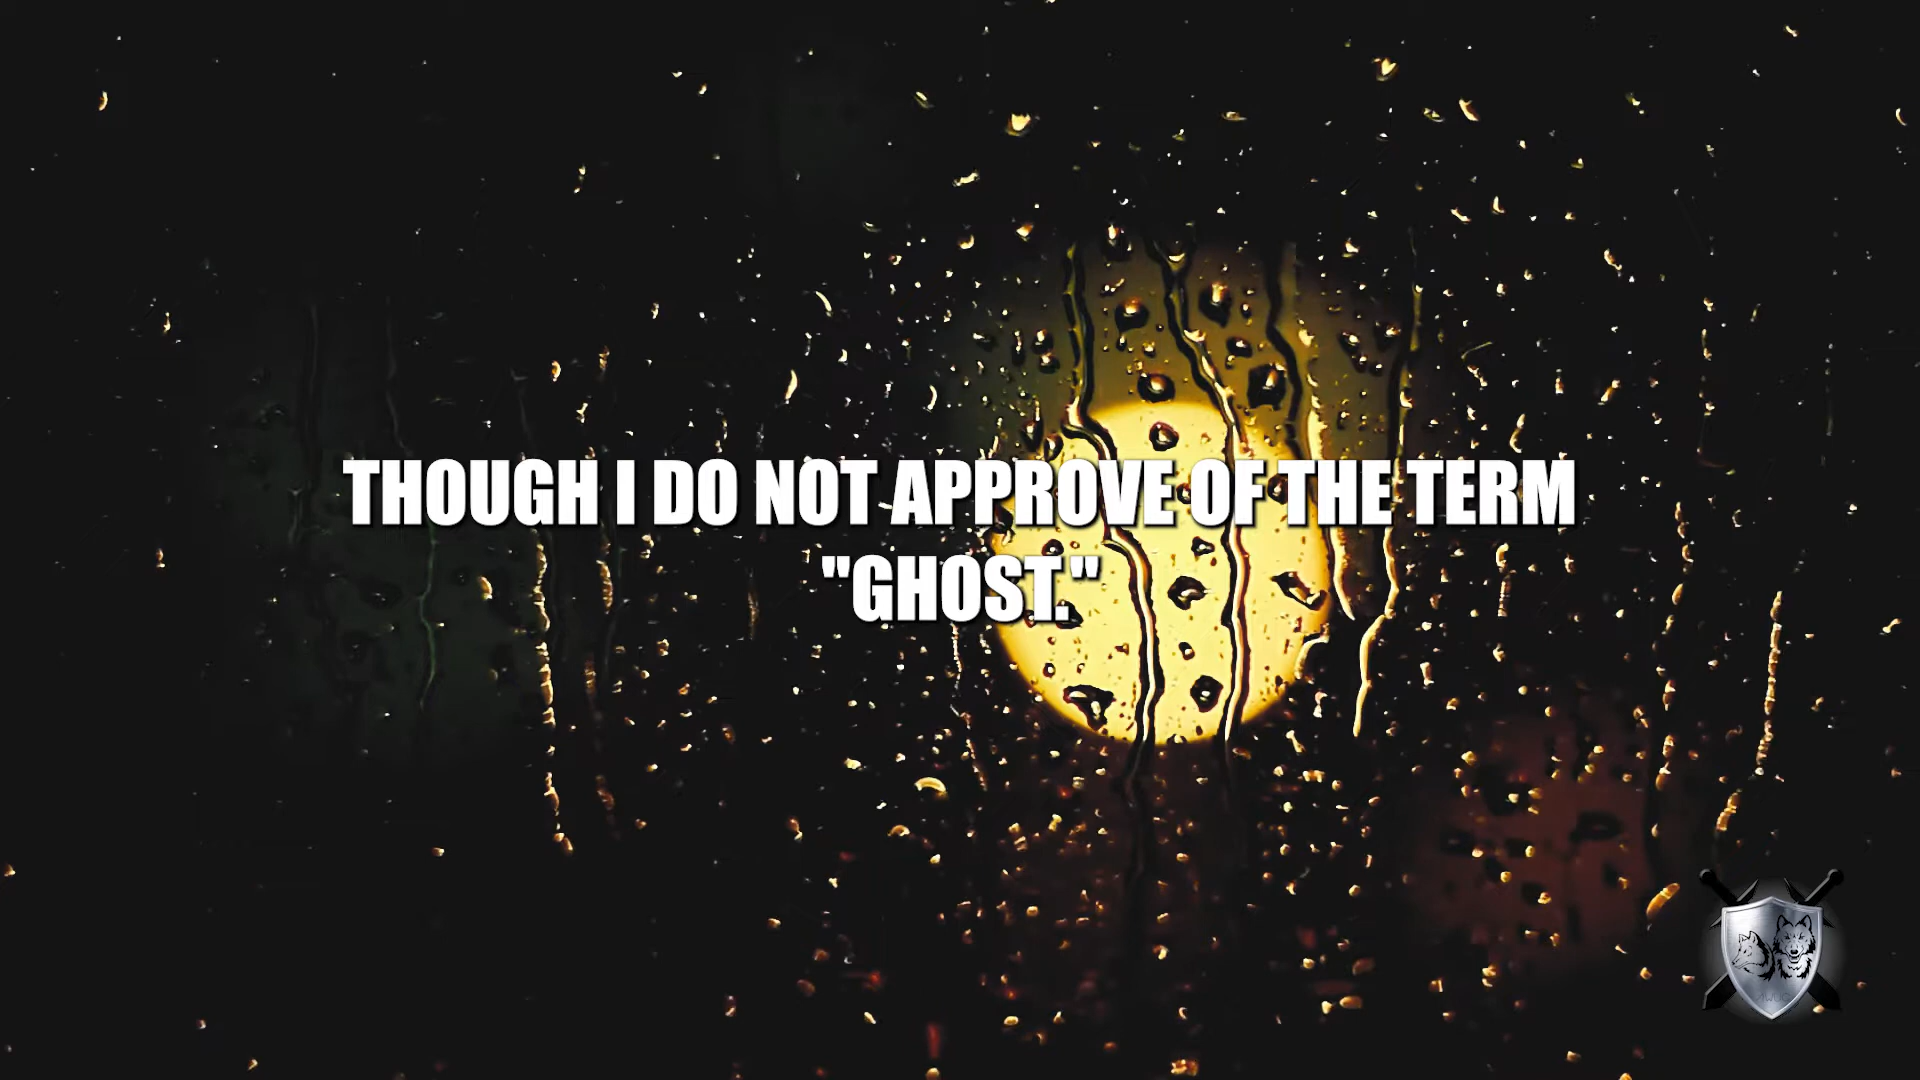 THOUGH I DO NOT APPROVE OF THE TERM
"GHOST."